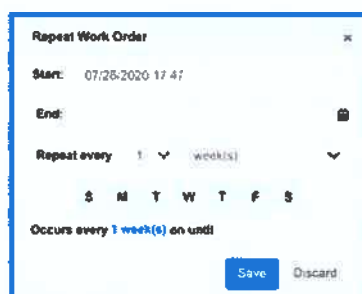 Repeat Work Order ×
Start: 07/28/2020 17:47
End:
Repeat every 1 week(s)
S M T W T F S
Occurs every 1 week(s) on until
Save Discard